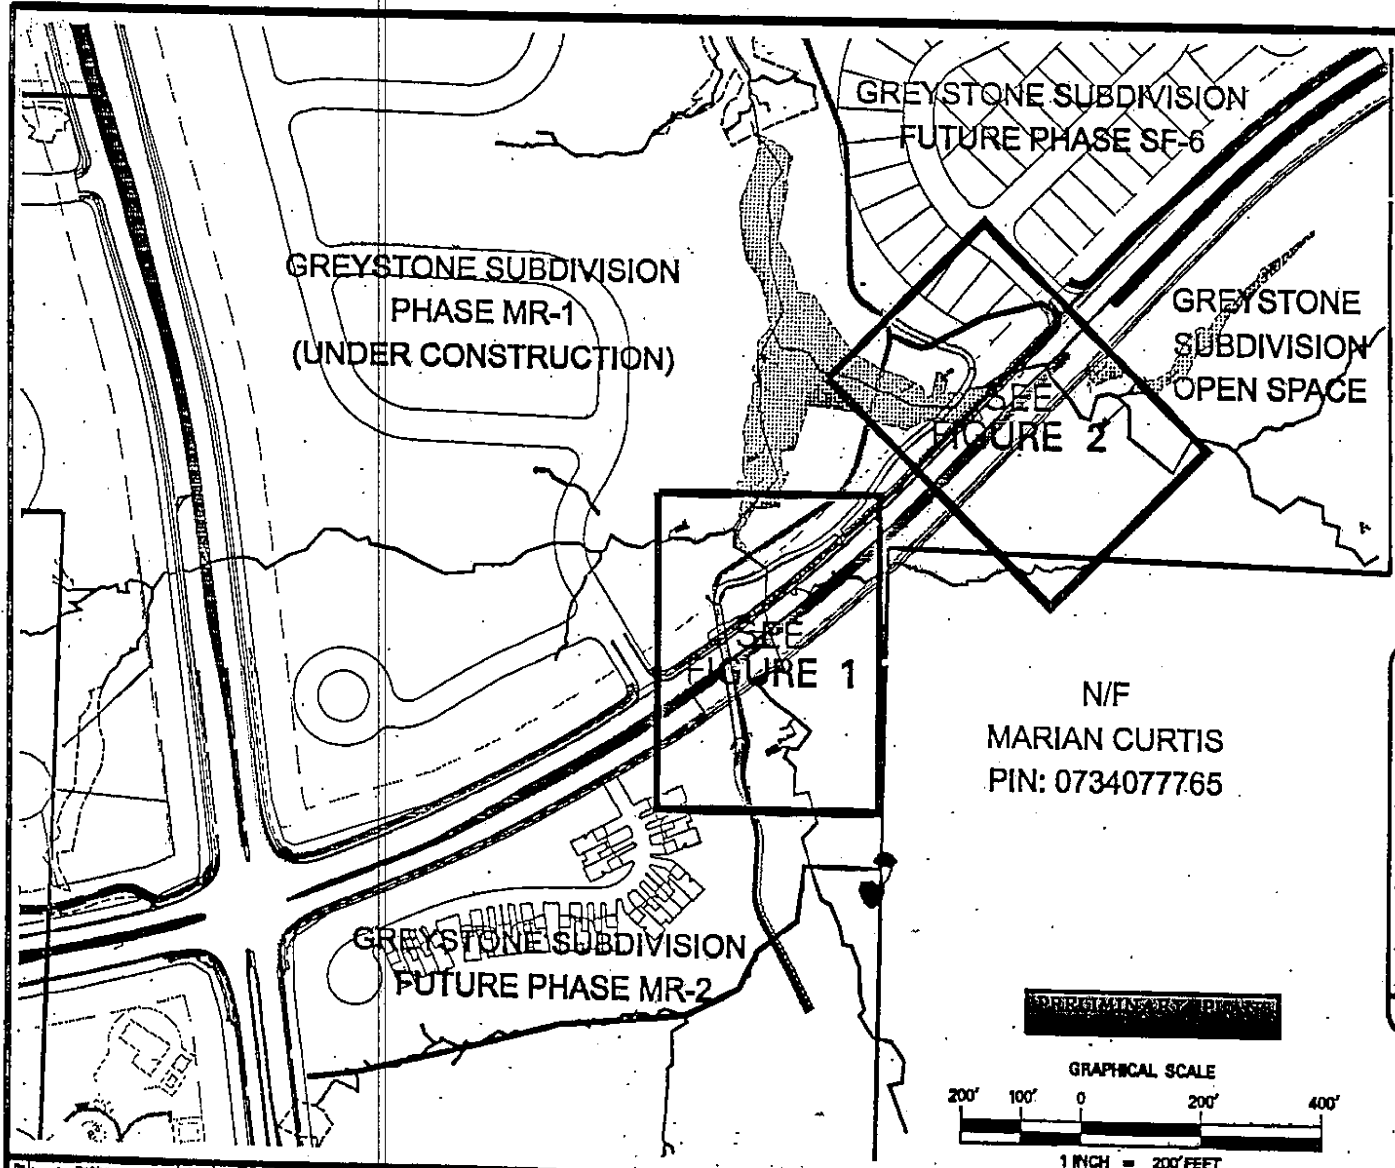 GREYSTONE SUBDIVISION
FUTURE PHASE SF-6
GREYSTONE SUBDIVISION
PHASE MR-1
(UNDER CONSTRUCTION)
GREYSTONE
SUBDIVISION
OPEN SPACE
SEE
FIGURE 2
SEE
FIGURE 1
N/F
MARIAN CURTIS
PIN: 0734077765
GREYSTONE SUBDIVISION
FUTURE PHASE MR-2
PRELIMINARY
GRAPHICAL SCALE
200' 100' 0 200' 400'
1 INCH = 200 FEET